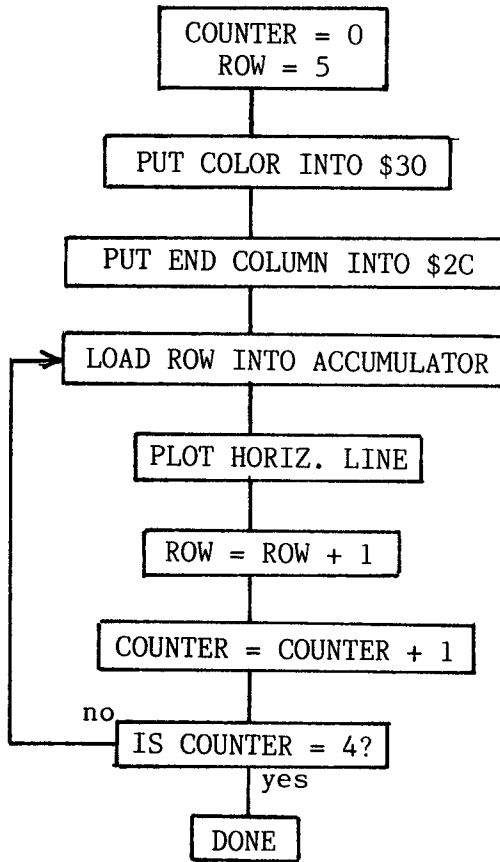 COUNTER = 0
ROW = 5
PUT COLOR INTO $30
PUT END COLUMN INTO $2C
LOAD ROW INTO ACCUMULATOR
PLOT HORIZ. LINE
ROW = ROW + 1
COUNTER = COUNTER + 1
no
IS COUNTER = 4?
yes
DONE